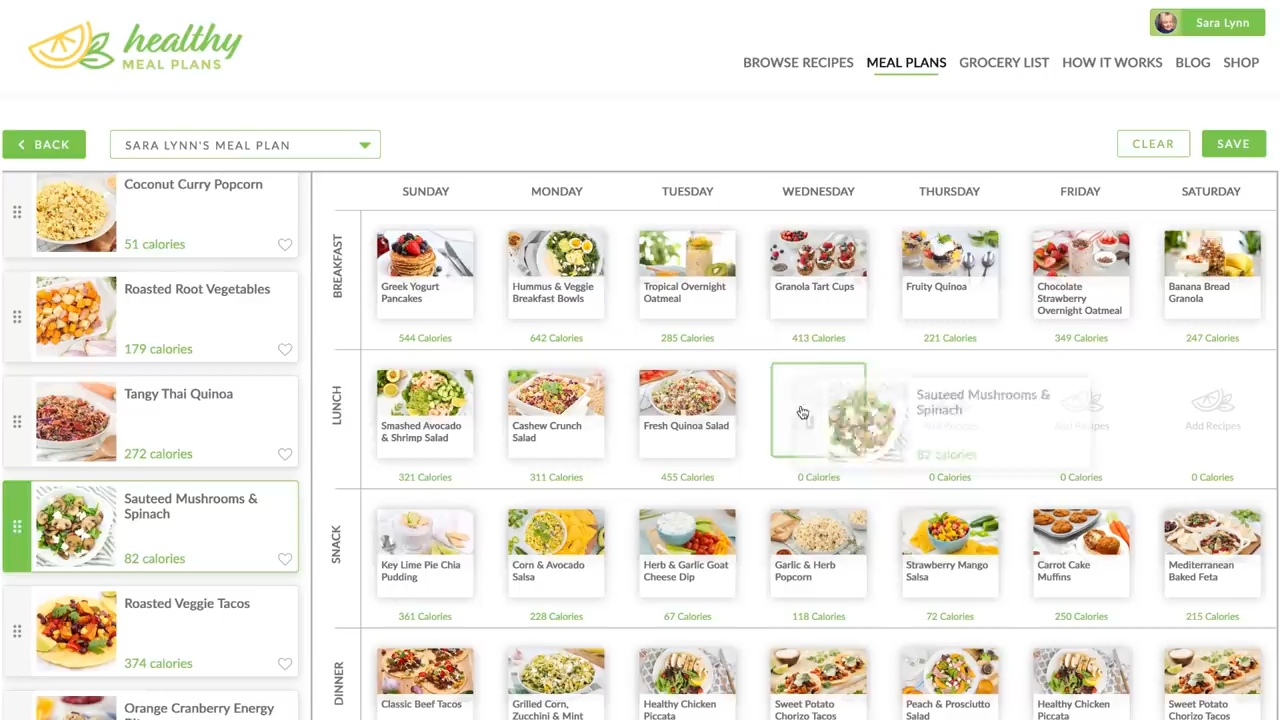 healthy
MEAL PLANS
Sara Lynn
BROWSE RECIPES
MEAL PLANS
GROCERY LIST
HOW IT WORKS
BLOG
SHOP
BACK
SARA LYNN'S MEAL PLAN
CLEAR
SAVE
Coconut Curry Popcorn
51 calories
Roasted Root Vegetables
179 calories
Tangy Thai Quinoa
272 calories
Sauteed Mushrooms &
Spinach
82 calories
Roasted Veggie Tacos
374 calories
Orange Cranberry Energy
SUNDAY
MONDAY
TUESDAY
WEDNESDAY
THURSDAY
FRIDAY
SATURDAY
BREAKFAST
Greek Yogurt
Pancakes
544 Calories
Hummus & Veggie
Breakfast Bowls
642 Calories
Tropical Overnight
Oatmeal
285 Calories
Granola Tart Cups
413 Calories
Fruity Quinoa
221 Calories
Chocolate
Strawberry
Overnight Oatmeal
349 Calories
Banana Bread
Granola
247 Calories
LUNCH
Smashed Avocado
& Shrimp Salad
321 Calories
Cashew Crunch
Salad
311 Calories
Fresh Quinoa Salad
455 Calories
0 Calories
Sauteed Mushrooms &
Spinach
82 calories
Add Recipes
0 Calories
Add Recipes
0 Calories
Add Recipes
0 Calories
SNACK
Key Lime Pie Chia
Pudding
361 Calories
Corn & Avocado
Salsa
228 Calories
Herb & Garlic Goat
Cheese Dip
67 Calories
Garlic & Herb
Popcorn
118 Calories
Strawberry Mango
Salsa
72 Calories
Carrot Cake
Muffins
250 Calories
Mediterranean
Baked Feta
215 Calories
DINNER
Classic Beef Tacos
Grilled Corn,
Zucchini & Mint
Healthy Chicken
Piccata
Sweet Potato
Chorizo Tacos
Peach & Prosciutto
Salad
Healthy Chicken
Piccata
Sweet Potato
Chorizo Tacos